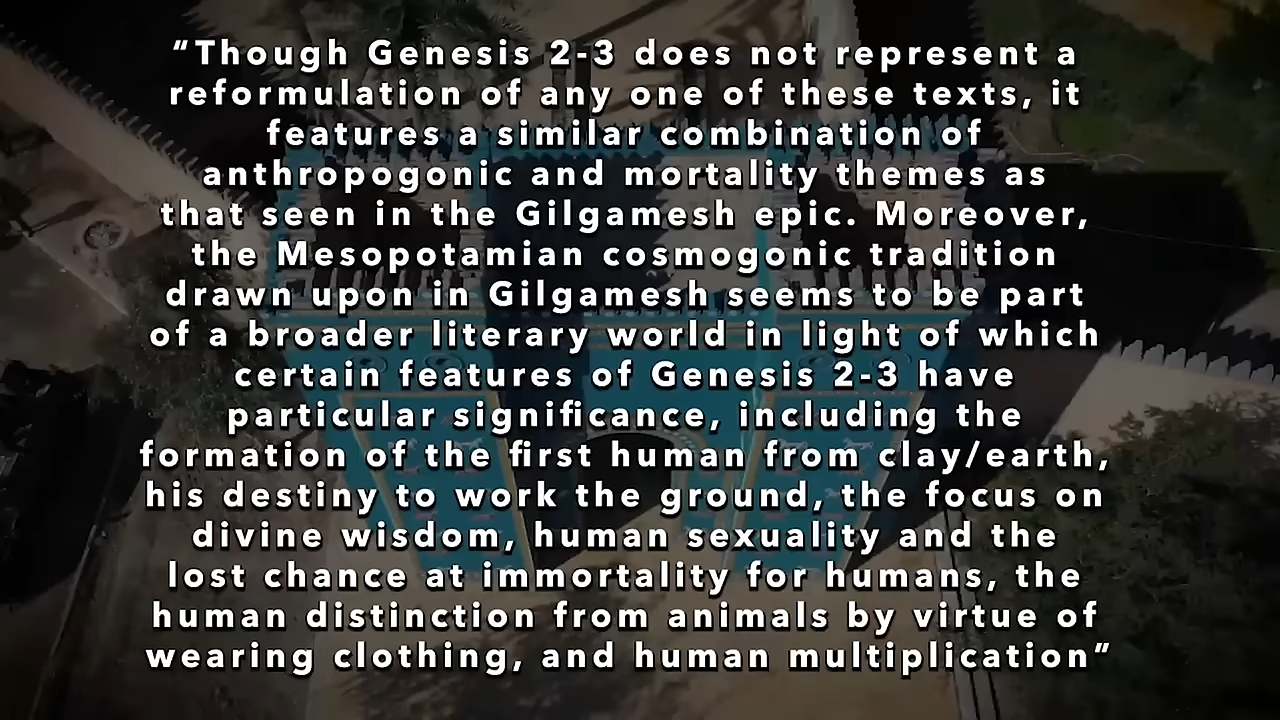 “Though Genesis 2-3 does not represent a
reformulation of any one of these texts, it
features a similar combination of
anthropogonic and mortality themes as
that seen in the Gilgamesh epic. Moreover,
the Mesopotamian cosmogonic tradition
drawn upon in Gilgamesh seems to be part
of a broader literary world in light of which
certain features of Genesis 2-3 have
particular significance, including the
formation of the first human from clay/earth,
his destiny to work the ground, the focus on
divine wisdom, human sexuality and the
lost chance at immortality for humans, the
human distinction from animals by virtue of
wearing clothing, and human multiplication”